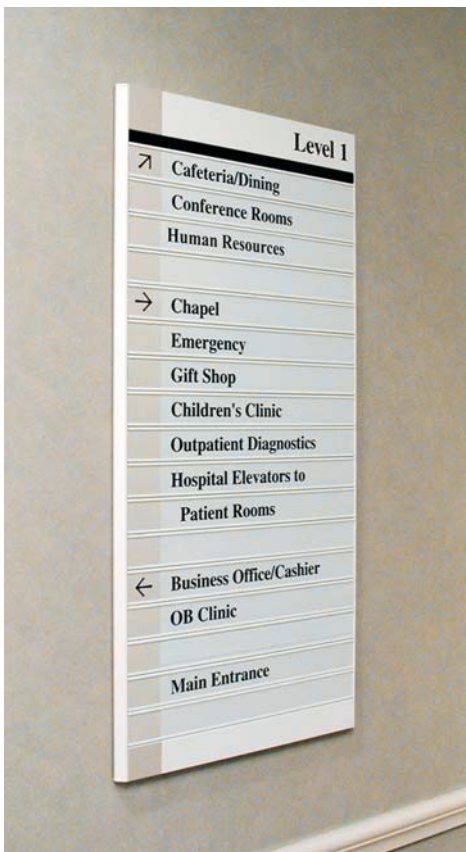 Level 1
↗ Cafeteria/Dining
Conference Rooms
Human Resources
→ Chapel
Emergency
Gift Shop
Children's Clinic
Outpatient Diagnostics
Hospital Elevators to
Patient Rooms
← Business Office/Cashier
OB Clinic
Main Entrance